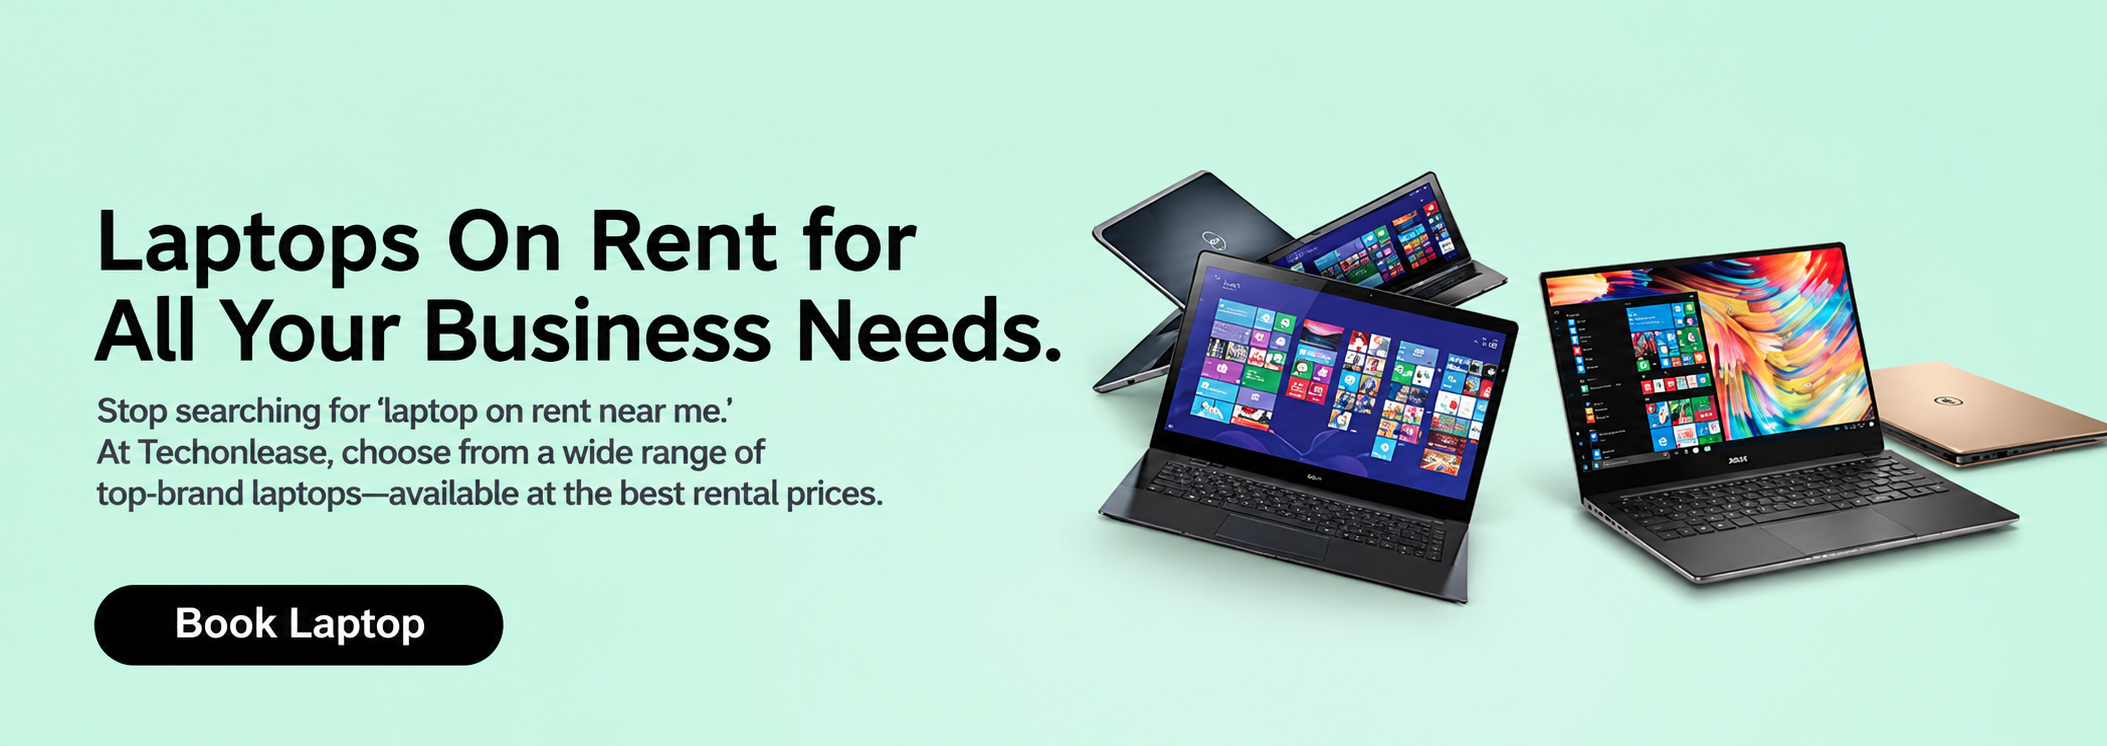 Laptops On Rent for
All Your Business Needs.
Stop searching for ‘laptop on rent near me.’
At Techonlease, choose from a wide range of
top-brand laptops—available at the best rental prices.
Book Laptop